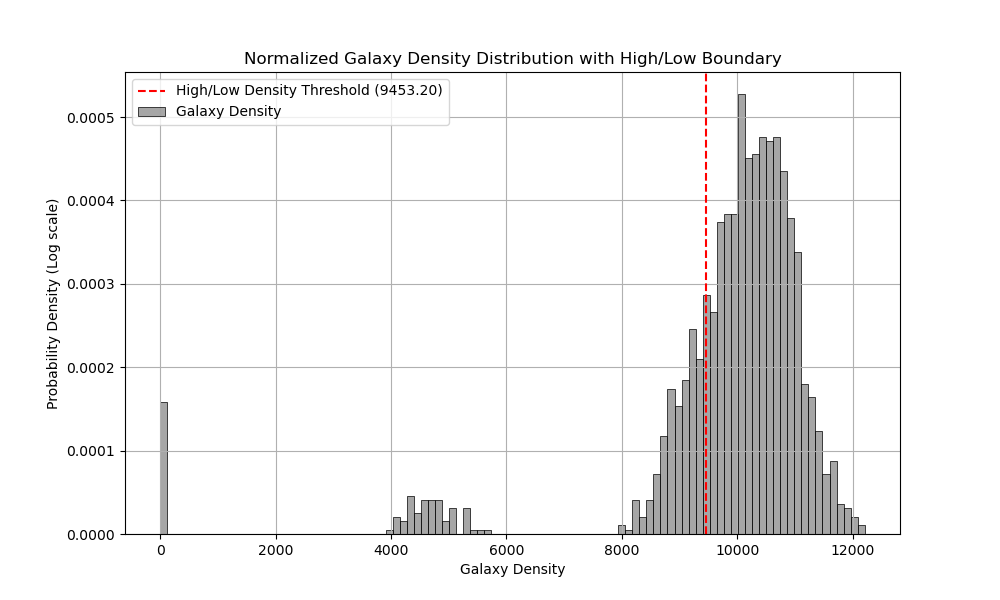 Normalized Galaxy Density Distribution with High/Low Boundary
High/Low Density Threshold (9453.20)
Galaxy Density
Probability Density (Log scale)
0.0005
0.0004
0.0003
0.0002
0.0001
0.0000
0 2000 4000 6000 8000 10000 12000
Galaxy Density